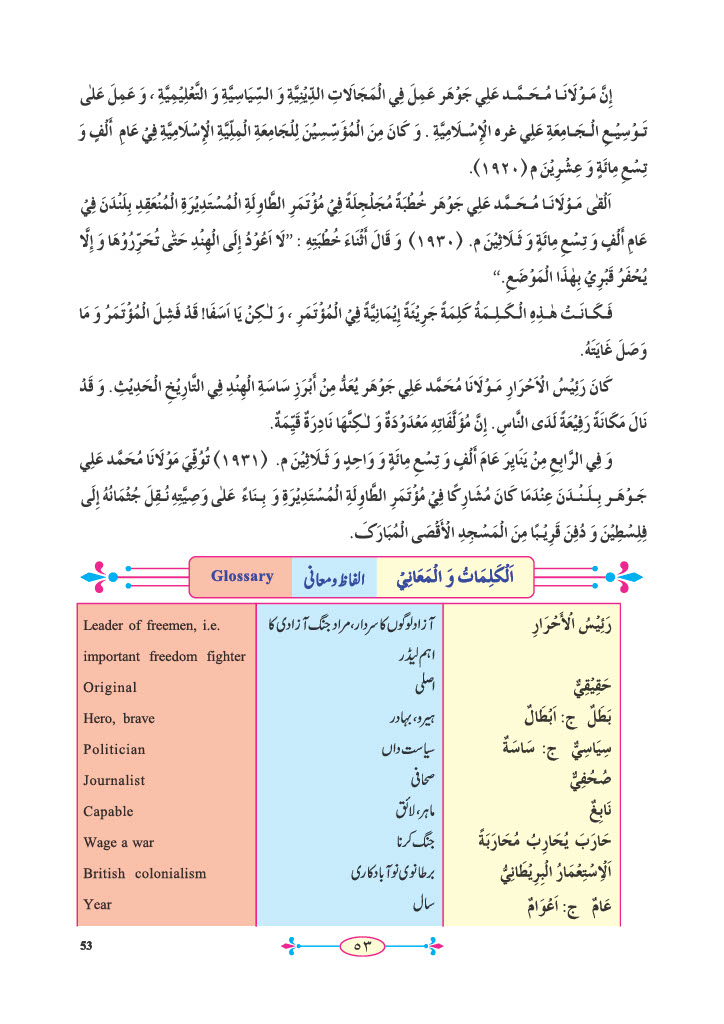 إِنَّ مَوْلَانَا مُحَمَّد عَلِي جَوْهَر عَمِلَ فِي الْمَجَالَاتِ الدِّيْنِيَّةِ وَ السِّيَاسِيَّةِ وَ التَّعْلِيْمِيَّةِ ، وَ عَمِلَ عَلٰى
تَوْسِيْعِ الْجَامِعَةِ عَلِي غره الْإِسْلَامِيَّةِ . وَ كَانَ مِنَ الْمُؤَسِّسِيْنَ لِلْجَامِعَةِ الْمِلِّيَّةِ الْإِسْلَامِيَّةِ فِيْ عَامِ أَلْفٍ وَ
تِسْعِ مِائَةٍ وَ عِشْرِيْنَ م (١٩٢٠).
اَلْقٰى مَوْلَانَا مُحَمَّد عَلِي جَوْهَر خُطْبَةً مُجَلْجِلَةً فِيْ مُؤْتَمَرِ الطَّاوِلَةِ الْمُسْتَدِيْرَةِ الْمُنْعَقِدِ بِلَنْدَن فِيْ
عَامِ أَلْفٍ وَ تِسْعِ مِائَةٍ وَ ثَلَاثِيْنَ م. (١٩٣٠) وَ قَالَ أَثْنَاءَ خُطْبَتِهِ : ”لَا اَعُوْدُ إِلَى الْهِنْدِ حَتّٰى تُحَرِّرُوْهَا وَ إِلَّا
يُحْفَرُ قَبْرِيْ بِهٰذَا الْمَوْضَعِ.“
فَكَانَتْ هٰذِهِ الْكَلِمَةُ كَلِمَةً جَرِيْئَةً إِيْمَانِيَّةً فِيْ الْمُؤْتَمَرِ ، وَ لٰكِنْ يَا اَسَفَا! قَدْ فَشِلَ الْمُؤْتَمَرُ وَ مَا
وَصَلَ غَايَتَهُ.
كَانَ رَئِيْسُ الْاَحْرَارِ مَوْلَانَا مُحَمَّد عَلِي جَوْهَر يُعَدُّ مِنْ أَبْرَزِ سَاسَةِ الْهِنْدِ فِي التَّارِيْخِ الْحَدِيْثِ. وَ قَدْ
نَالَ مَكَانَةً رَفِيْعَةً لَدَى النَّاسِ. إِنَّ مُؤَلَّفَاتِهِ مَعْدُوْدَةٌ وَ لٰكِنَّهَا نَادِرَةٌ قَيِّمَةٌ.
وَ فِي الرَّابِعِ مِنْ يَنَايِرَ عَامَ أَلْفٍ وَ تِسْعِ مِائَةٍ وَ وَاحِدٍ وَ ثَلَاثِيْنَ م. (١٩٣١) تُوُفِّيَ مَوْلَانَا مُحَمَّد عَلِي
جَوْهَر بِلَنْدَن عِنْدَمَا كَانَ مُشَارِكًا فِيْ مُؤْتَمَرِ الطَّاوِلَةِ الْمُسْتَدِيْرَةِ وَ بِنَاءً عَلٰى وَصِيَّتِهِ نُقِلَ جُثْمَانُهُ إِلَى
فِلِسْطِيْنَ وَ دُفِنَ قَرِيْبًا مِنَ الْمَسْجِدِ الْأَقْصَى الْمُبَارَكِ.
اَلْكَلِمَاتُ وَ الْمَعَانِيْ الفاظ و معانی Glossary
رَئِيْسُ الْأَحْرَارِ آزاد لوگوں کا سردار، مراد جنگ آزادی کا Leader of freemen, i.e.
اہم لیڈر important freedom fighter
حَقِيْقِيٌّ اصلی Original
بَطَلٌ ج: اَبْطَالٌ ہیرو، بہادر Hero, brave
سِيَاسِيٌّ ج: سَاسَةٌ سیاست داں Politician
صُحُفِيٌّ صحافی Journalist
نَابِغٌ ماہر، لائق Capable
حَارَبَ يُحَارِبُ مُحَارَبَةً جنگ کرنا Wage a war
اَلْاِسْتِعْمَارُ الْبِرِيْطَانِيُّ برطانوی نوآبادکاری British colonialism
عَامٌ ج: اَعْوَامٌ سال Year
53 ٥٣